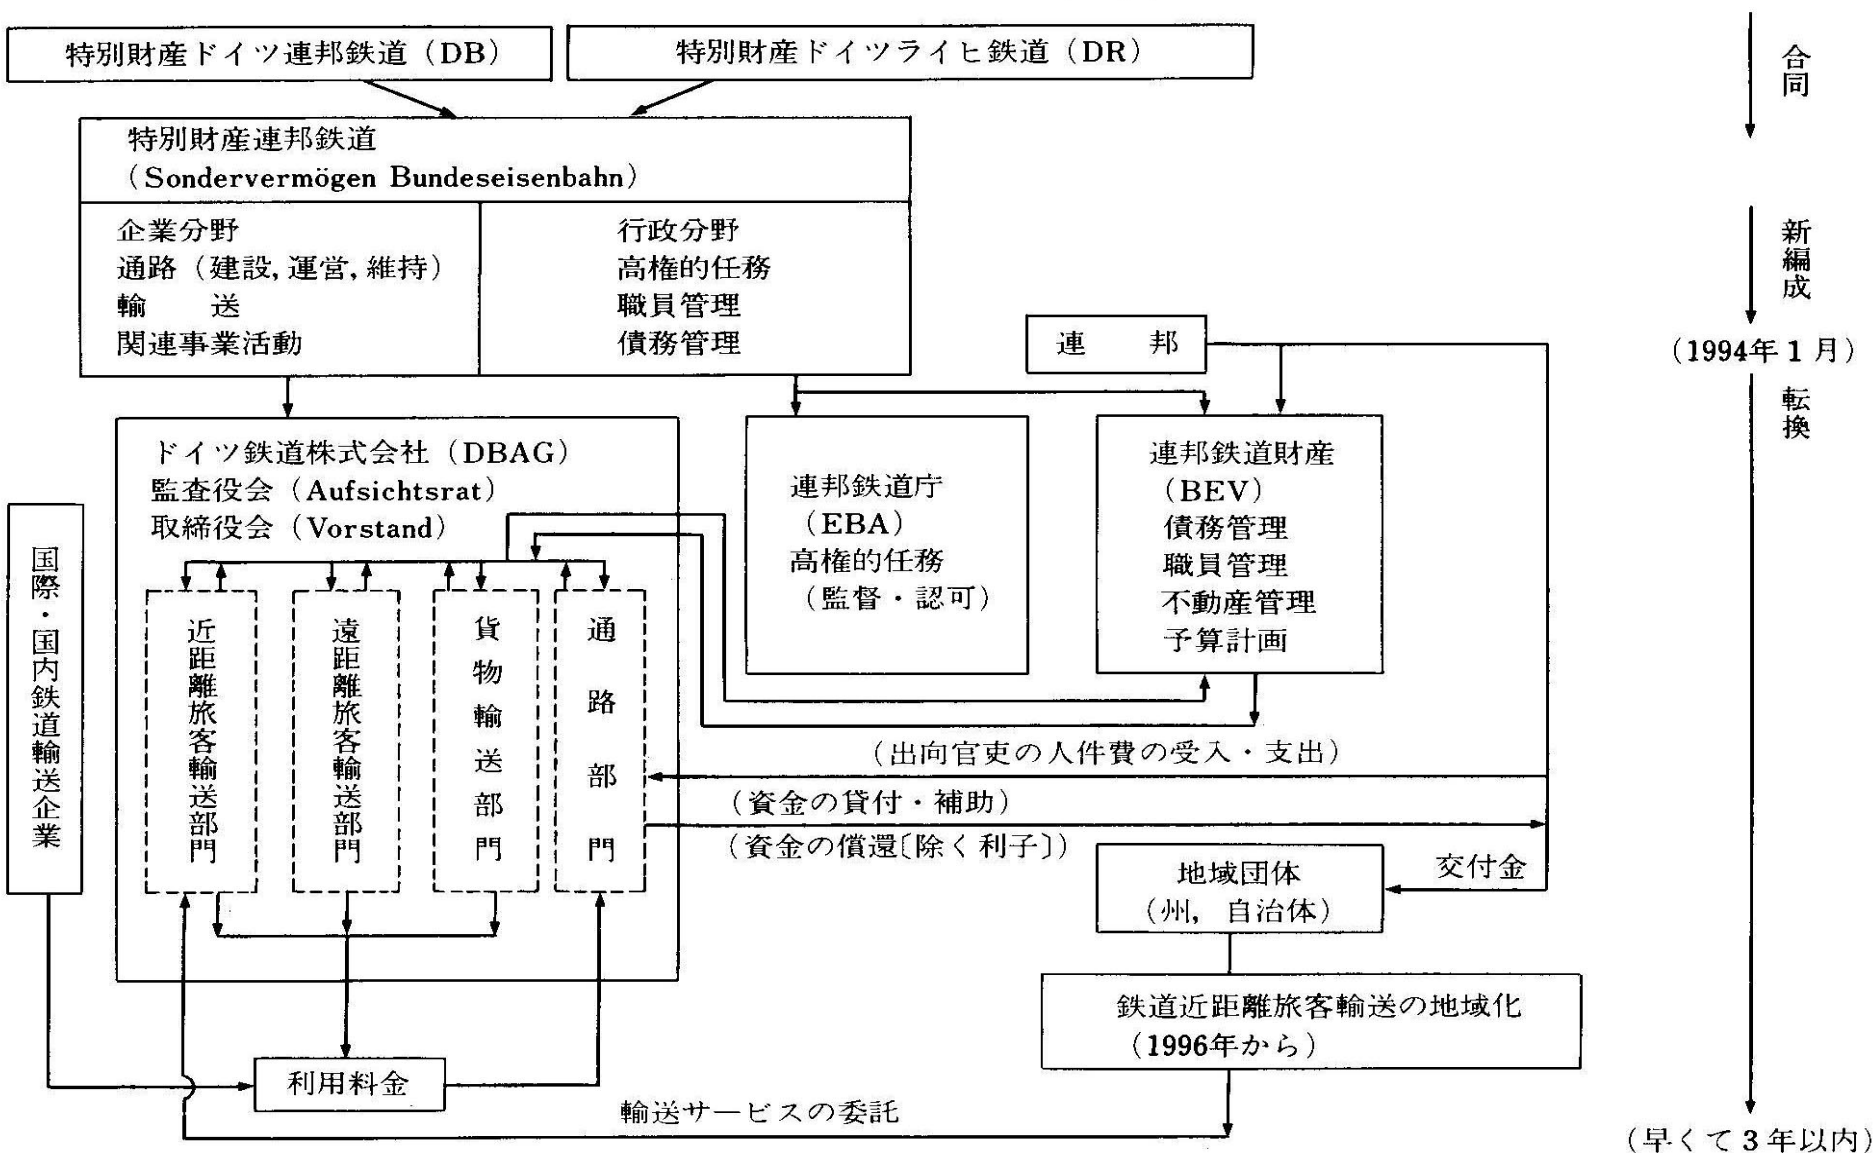 特別財産ドイツ連邦鉄道（DB）
特別財産ドイツライヒ鉄道（DR）
合同
特別財産連邦鉄道
（Sondervermögen Bundeseisenbahn）
企業分野
通路（建設, 運営, 維持）
輸　　送
関連事業活動
行政分野
高権的任務
職員管理
債務管理
新編成
連　　邦
（1994年 1 月）
転換
ドイツ鉄道株式会社（DBAG）
監査役会（Aufsichtsrat）
取締役会（Vorstand）
連邦鉄道庁
（EBA）
高権的任務
（監督・認可）
連邦鉄道財産
（BEV）
債務管理
職員管理
不動産管理
予算計画
国際・国内鉄道輸送企業
近距離旅客輸送部門
遠距離旅客輸送部門
貨物輸送部門
通路部門
（出向官吏の人件費の受入・支出）
（資金の貸付・補助）
（資金の償還〔除く利子〕）
地域団体
（州,　自治体）
交付金
鉄道近距離旅客輸送の地域化
（1996年から）
利用料金
輸送サービスの委託
（早くて 3 年以内）